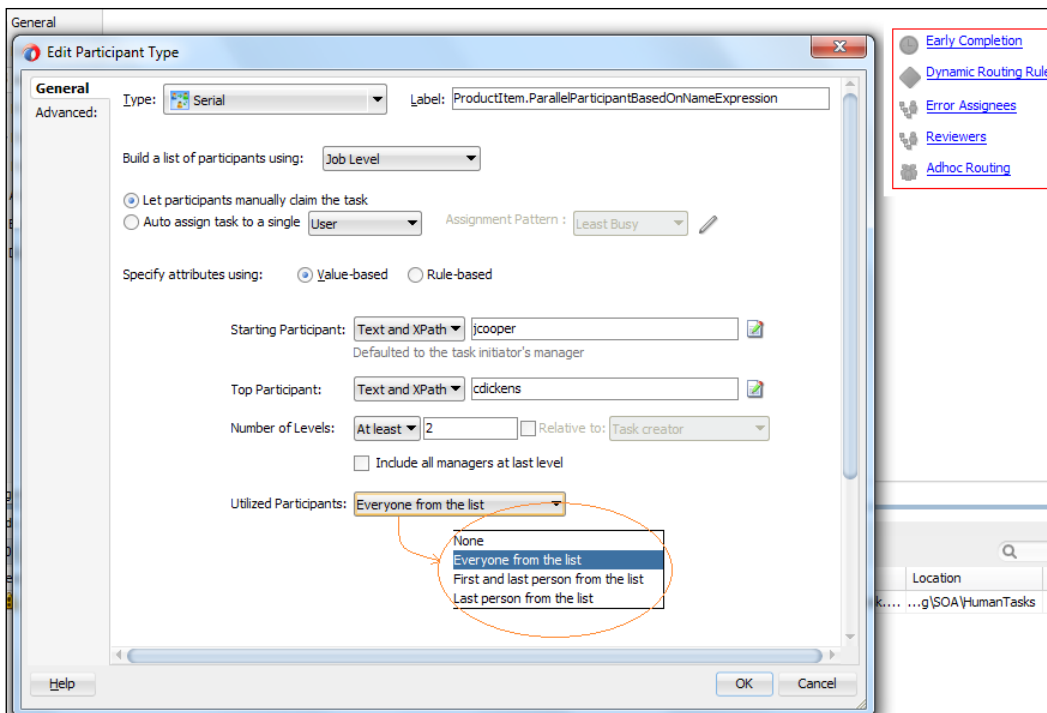 General
Edit Participant Type
General
Advanced:
Type: Serial Label: ProductItem.ParallelParticipantBasedOnNameExpression
Build a list of participants using: Job Level
Let participants manually claim the task
Auto assign task to a single User Assignment Pattern : Least Busy
Specify attributes using: Value-based Rule-based
Starting Participant: Text and XPath jcooper
Defaulted to the task initiator's manager
Top Participant: Text and XPath cdickens
Number of Levels: At least 2 Relative to: Task creator
Include all managers at last level
Utilized Participants: Everyone from the list
None
Everyone from the list
First and last person from the list
Last person from the list
Help OK Cancel
Early Completion
Dynamic Routing Rule
Error Assignees
Reviewers
Adhoc Routing
Location
k.... ...g\SOA\HumanTasks